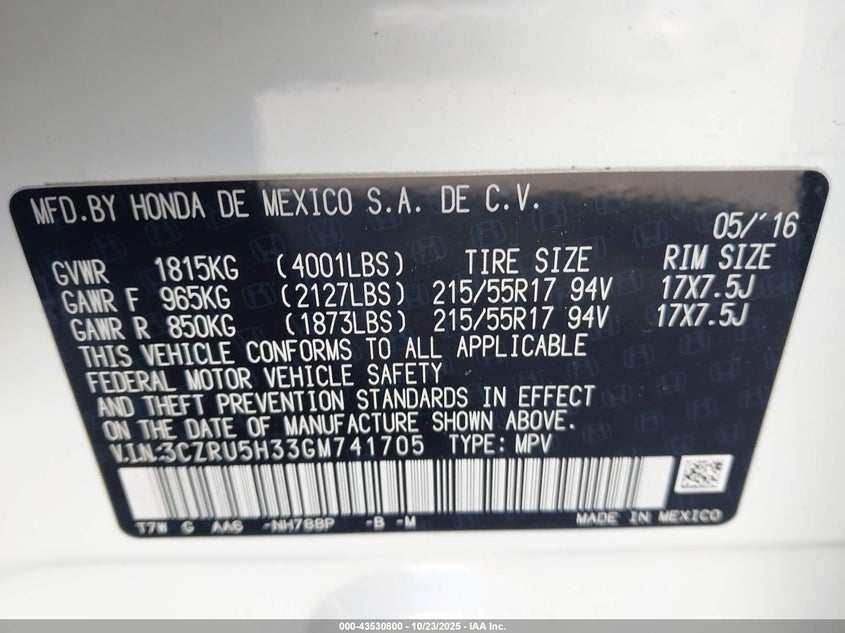 MFD.BY HONDA DE MEXICO S.A. DE C.V.
05/'16
GVWR 1815KG (4001LBS) TIRE SIZE RIM SIZE
GAWR F 965KG (2127LBS) 215/55R17 94V 17X7.5J
GAWR R 850KG (1873LBS) 215/55R17 94V 17X7.5J
THIS VEHICLE CONFORMS TO ALL APPLICABLE
FEDERAL MOTOR VEHICLE SAFETY
AND THEFT PREVENTION STANDARDS IN EFFECT
ON THE DATE OF MANUFACTURE SHOWN ABOVE.
V.I.N.:3CZRU5H33GM741705 TYPE: MPV
T7W G AA6 -NH788P -B -M MADE IN MEXICO
000-43530800 - 10/23/2025 - IAA Inc.